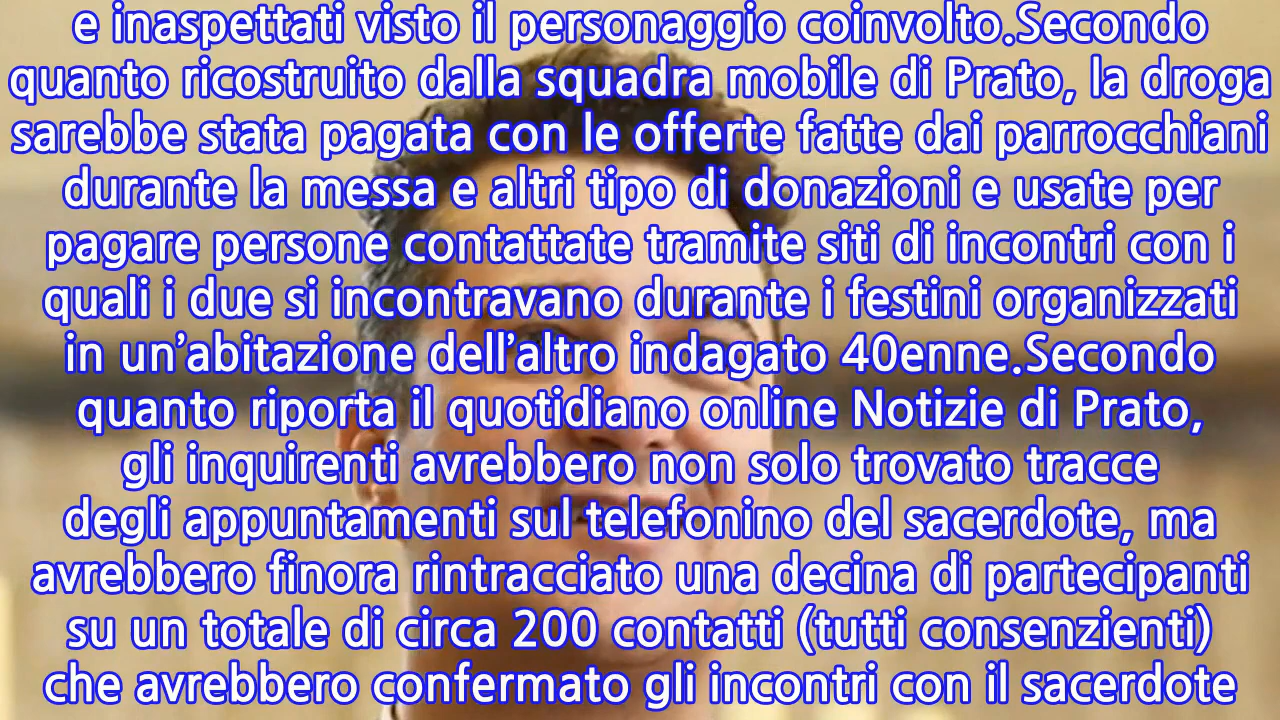 e inaspettati visto il personaggio coinvolto.Secondo
quanto ricostruito dalla squadra mobile di Prato, la droga
sarebbe stata pagata con le offerte fatte dai parrocchiani
durante la messa e altri tipo di donazioni e usate per
pagare persone contattate tramite siti di incontri con i
quali i due si incontravano durante i festini organizzati
in un’abitazione dell’altro indagato 40enne.Secondo
quanto riporta il quotidiano online Notizie di Prato,
gli inquirenti avrebbero non solo trovato tracce
degli appuntamenti sul telefonino del sacerdote, ma
avrebbero finora rintracciato una decina di partecipanti
su un totale di circa 200 contatti (tutti consenzienti)
che avrebbero confermato gli incontri con il sacerdote